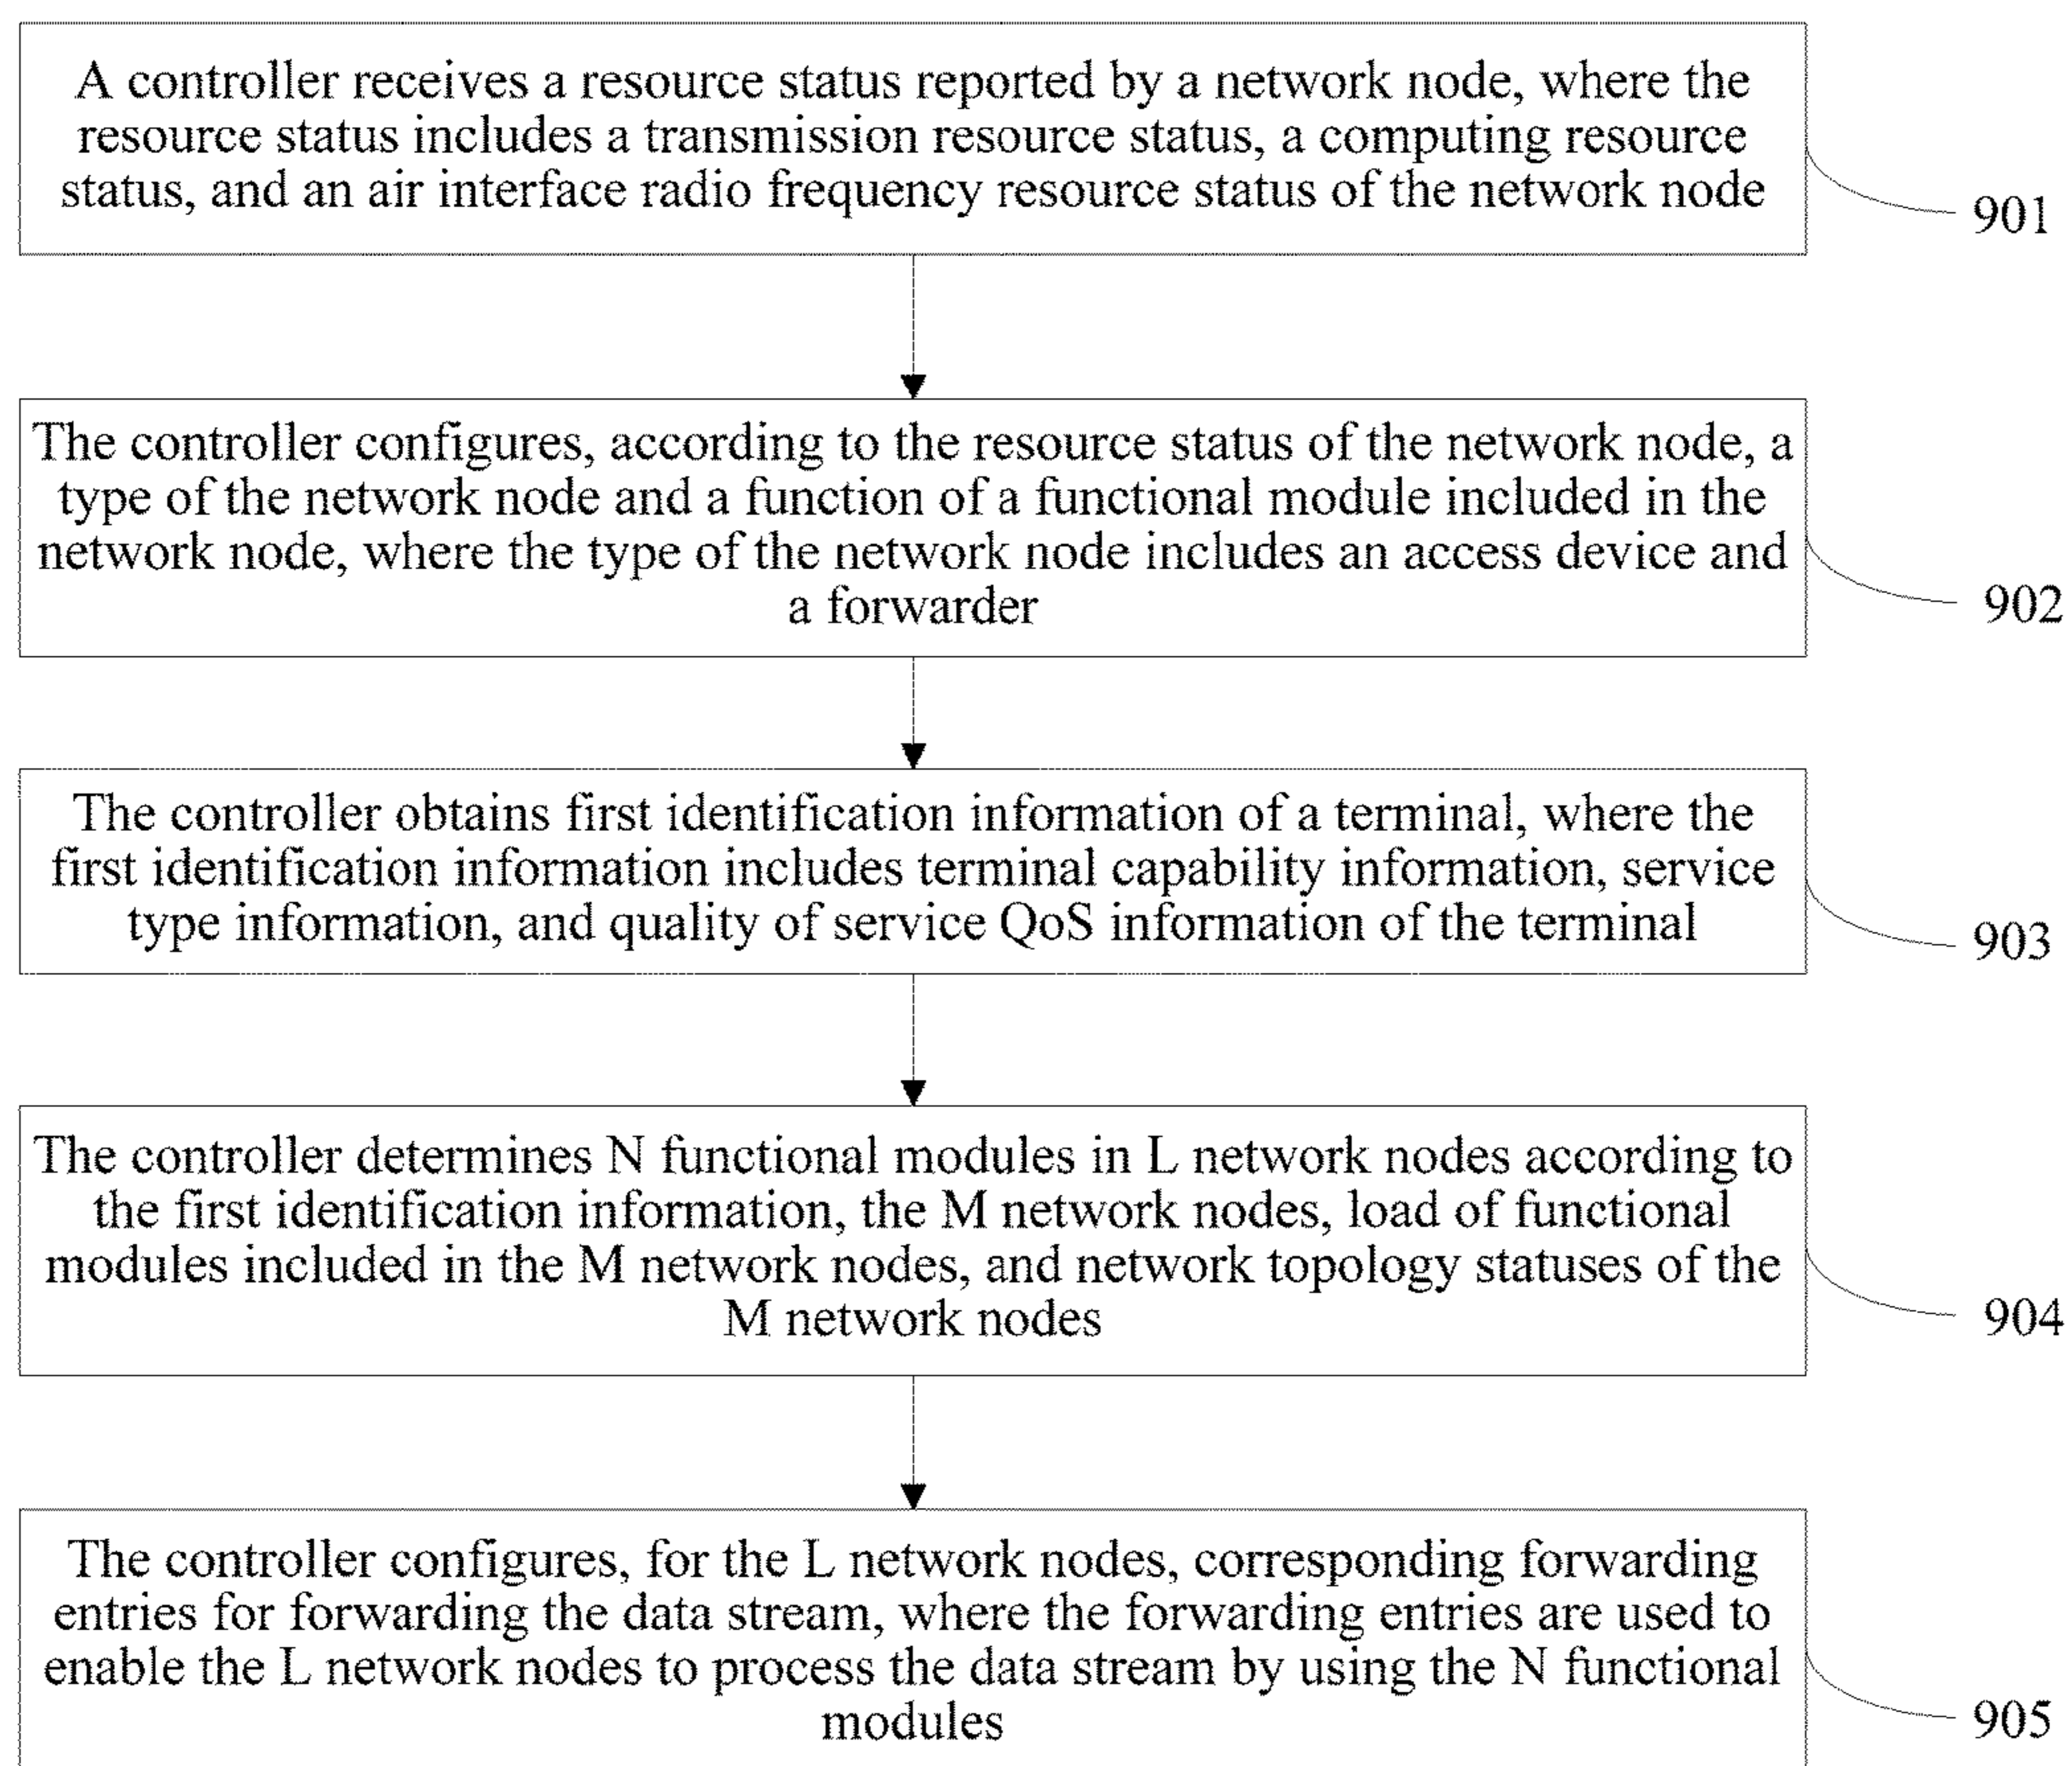 A controller receives a resource status reported by a network node, where the
resource status includes a transmission resource status, a computing resource
status, and an air interface radio frequency resource status of the network node
901
The controller configures, according to the resource status of the network node, a
type of the network node and a function of a functional module included in the
network node, where the type of the network node includes an access device and
a forwarder
902
The controller obtains first identification information of a terminal, where the
first identification information includes terminal capability information, service
type information, and quality of service QoS information of the terminal
903
The controller determines N functional modules in L network nodes according to
the first identification information, the M network nodes, load of functional
modules included in the M network nodes, and network topology statuses of the
M network nodes
904
The controller configures, for the L network nodes, corresponding forwarding
entries for forwarding the data stream, where the forwarding entries are used to
enable the L network nodes to process the data stream by using the N functional
modules
905